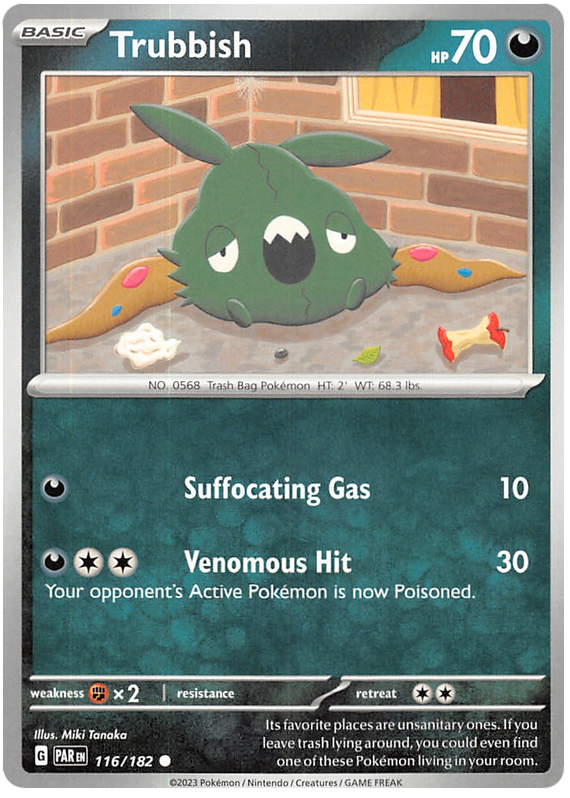 BASIC Trubbish HP 70
NO. 0568 Trash Bag Pokémon HT: 2' WT: 68.3 lbs.
Suffocating Gas 10
Venomous Hit 30
Your opponent's Active Pokémon is now Poisoned.
weakness ×2 resistance retreat
Illus. Miki Tanaka
Its favorite places are unsanitary ones. If you
leave trash lying around, you could even find
one of these Pokémon living in your room.
G PAR EN 116/182
©2023 Pokémon / Nintendo / Creatures / GAME FREAK